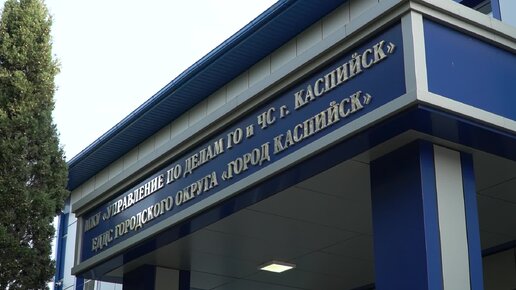 МКУ «УПРАВЛЕНИЕ ПО ДЕЛАМ ГО и ЧС г. КАСПИЙСК»
ЕДДС ГОРОДСКОГО ОКРУГА «ГОРОД КАСПИЙСК»